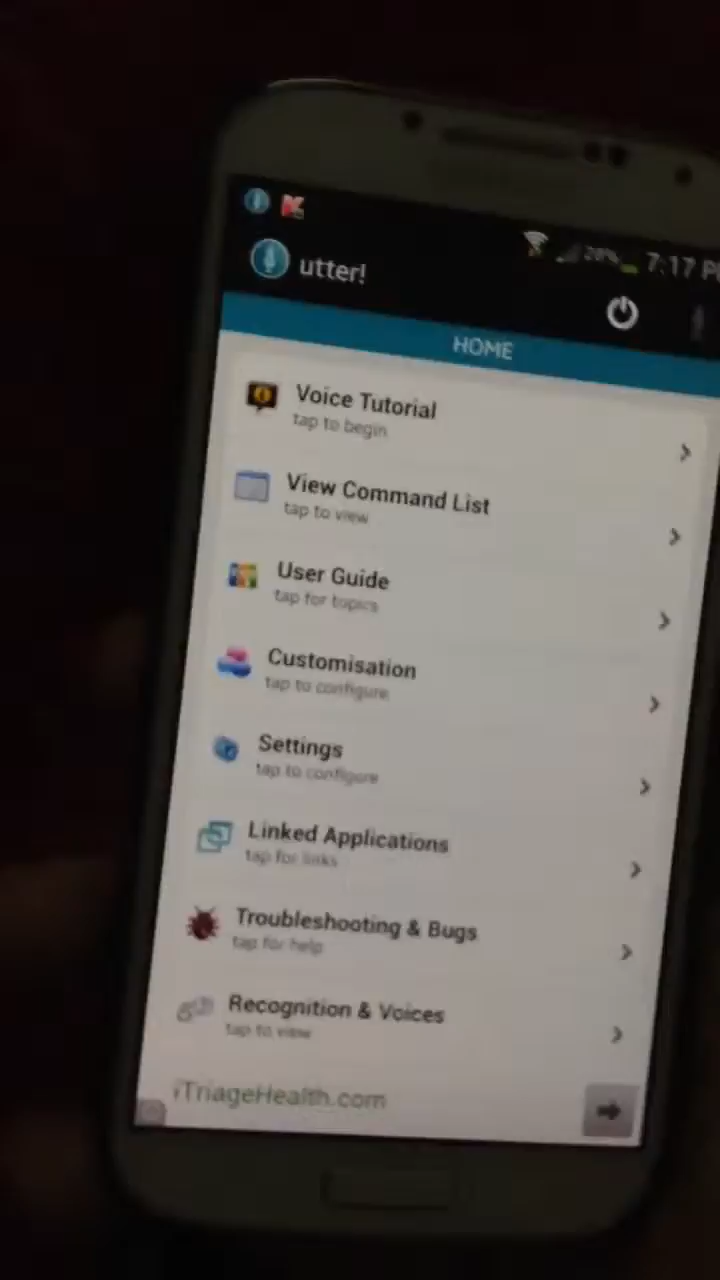 28%
7:17 P
utter!
HOME
Voice Tutorial
tap to begin
View Command List
tap to view
User Guide
tap for topics
Customisation
tap to configure
Settings
tap to configure
Linked Applications
tap for links
Troubleshooting & Bugs
tap for help
Recognition & Voices
tap to view
iTriageHealth.com